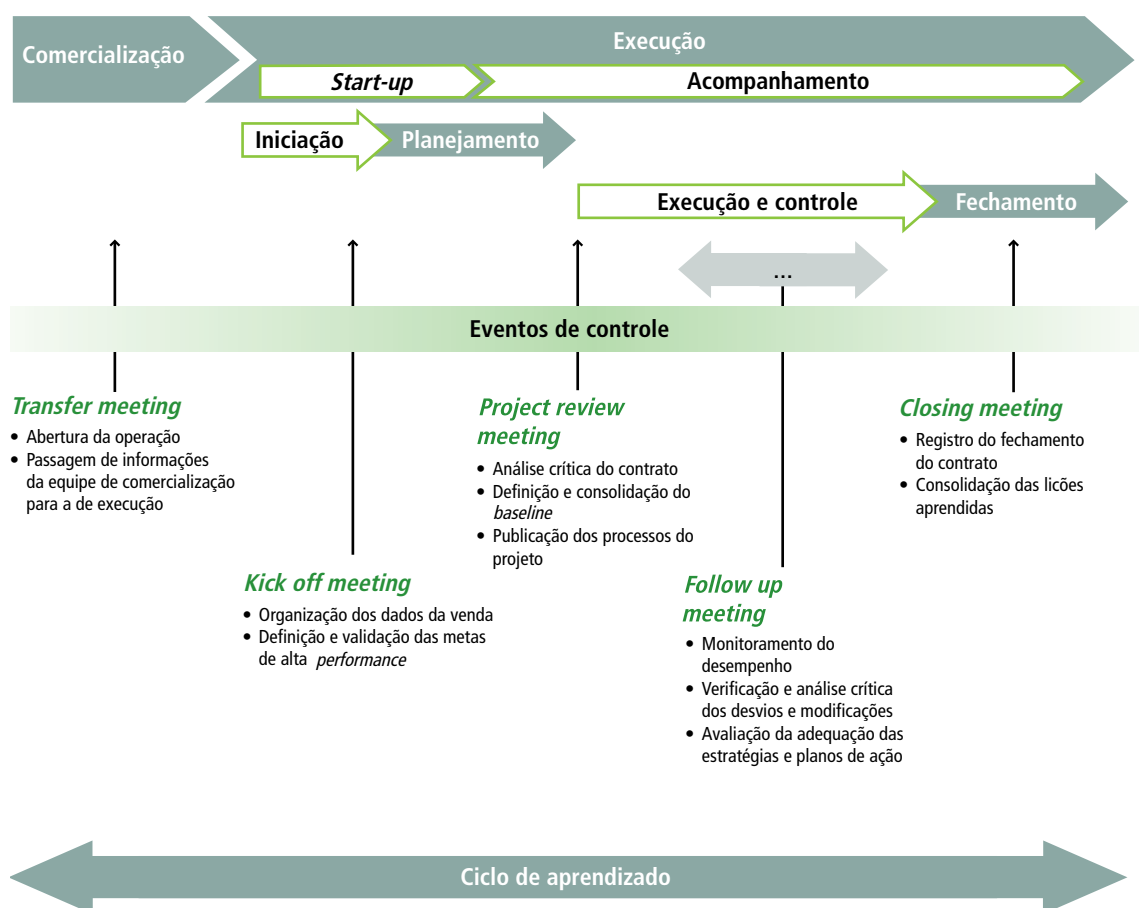 Comercialização
Execução
Start-up
Acompanhamento
Iniciação
Planejamento
Execução e controle
Fechamento
...
Eventos de controle
Transfer meeting
• Abertura da operação
• Passagem de informações
da equipe de comercialização
para a de execução
Kick off meeting
• Organização dos dados da venda
• Definição e validação das metas
de alta performance
Project review
meeting
• Análise crítica do contrato
• Definição e consolidação do
baseline
• Publicação dos processos do
projeto
Follow up
meeting
• Monitoramento do
desempenho
• Verificação e análise crítica
dos desvios e modificações
• Avaliação da adequação das
estratégias e planos de ação
Closing meeting
• Registro do fechamento
do contrato
• Consolidação das licões
aprendidas
Ciclo de aprendizado